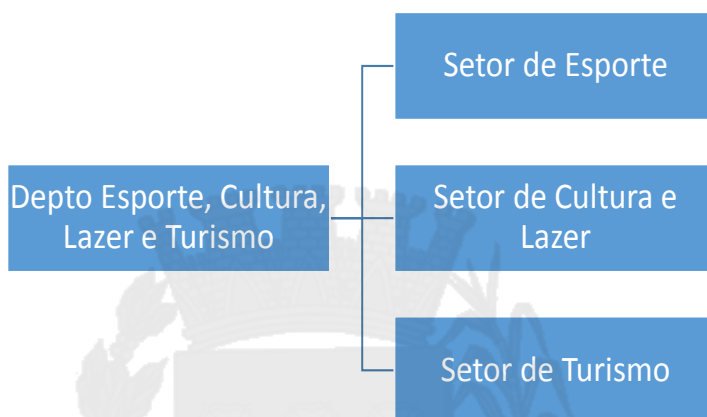 Setor de Esporte
Depto Esporte, Cultura,
Lazer e Turismo
Setor de Cultura e
Lazer
Setor de Turismo